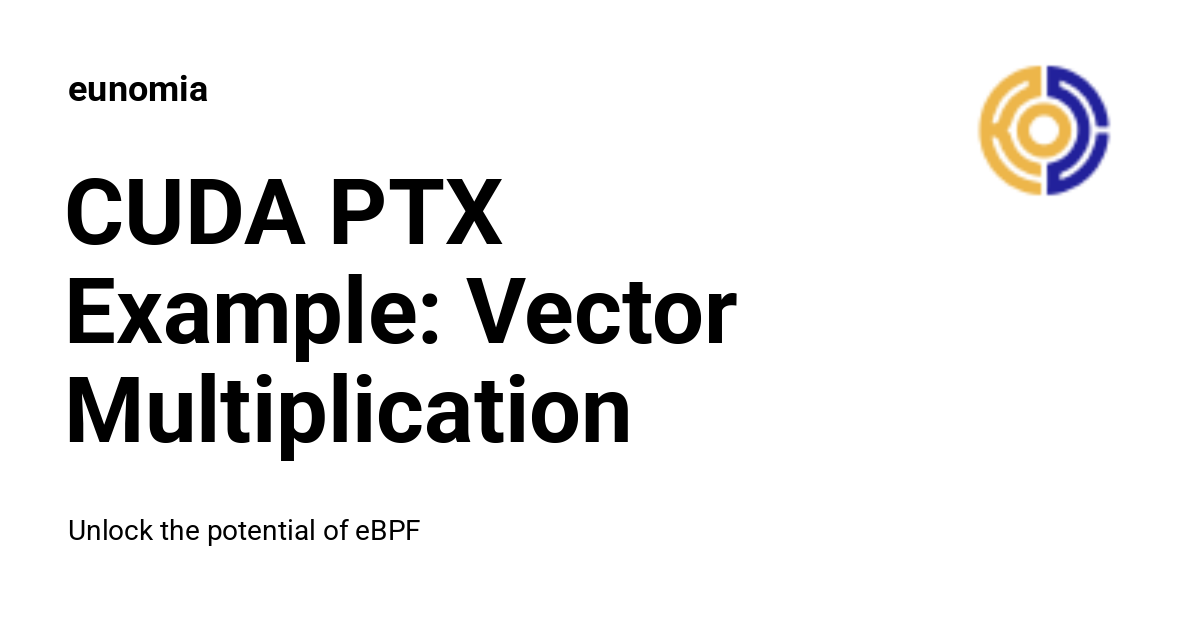 eunomia
CUDA PTX
Example: Vector
Multiplication
Unlock the potential of eBPF